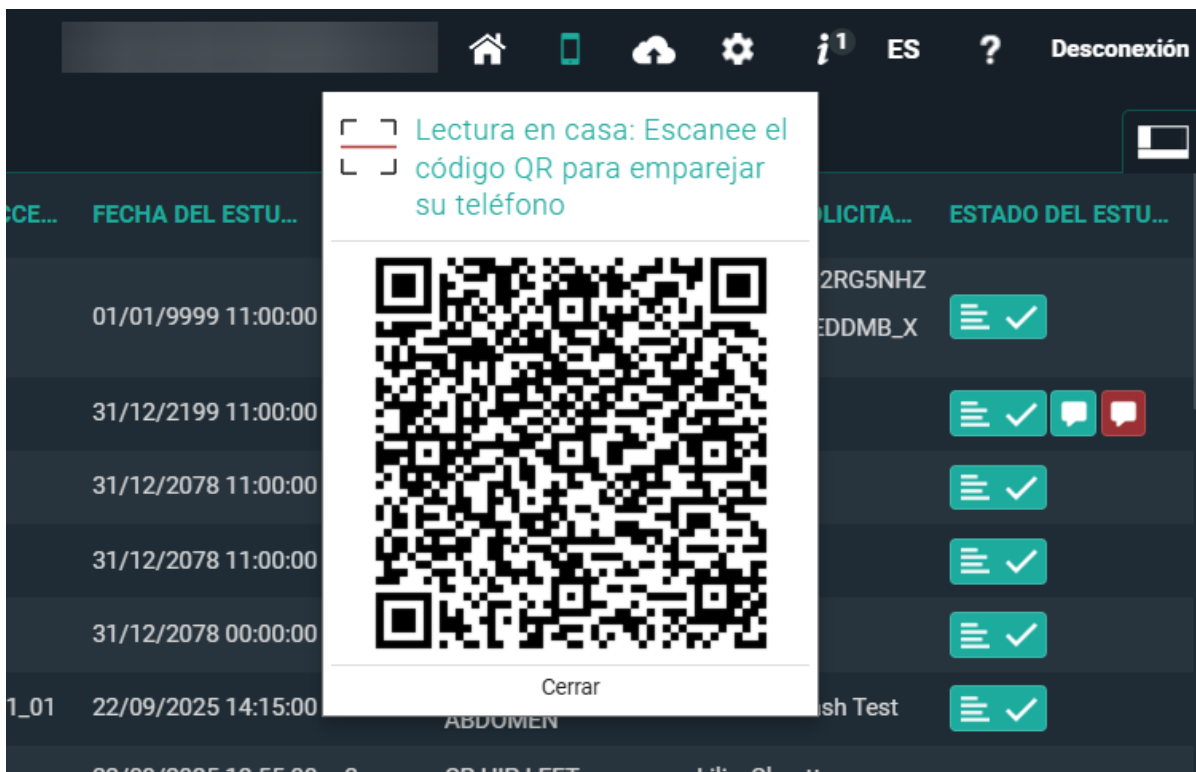 i 1 ES ? Desconexión
Lectura en casa: Escanee el
código QR para emparejar
su teléfono
CCE... FECHA DEL ESTU... LICITA... ESTADO DEL ESTU...
2RG5NHZ
01/01/9999 11:00:00
EDDMB_X
31/12/2199 11:00:00
31/12/2078 11:00:00
31/12/2078 11:00:00
31/12/2078 00:00:00
Cerrar
1_01 22/09/2025 14:15:00 ash Test
ABDOMEN